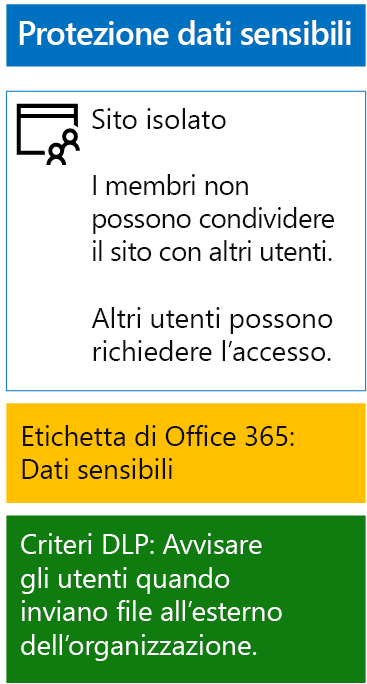 Protezione dati sensibili
Sito isolato
I membri non
possono condividere
il sito con altri utenti.
Altri utenti possono
richiedere l’accesso.
Etichetta di Office 365:
Dati sensibili
Criteri DLP: Avvisare
gli utenti quando
inviano file all’esterno
dell’organizzazione.